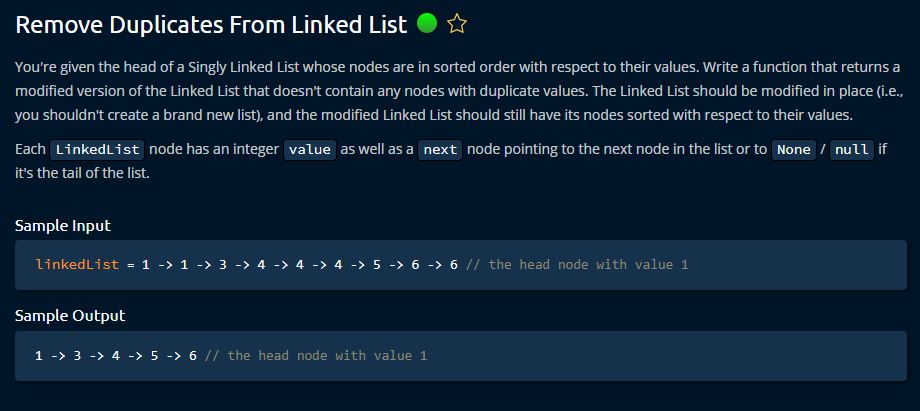 Remove Duplicates From Linked List
You're given the head of a Singly Linked List whose nodes are in sorted order with respect to their values. Write a function that returns a
modified version of the Linked List that doesn't contain any nodes with duplicate values. The Linked List should be modified in place (i.e.,
you shouldn't create a brand new list), and the modified Linked List should still have its nodes sorted with respect to their values.
Each LinkedList node has an integer value as well as a next node pointing to the next node in the list or to None / null if
it's the tail of the list.
Sample Input
linkedList = 1 -> 1 -> 3 -> 4 -> 4 -> 4 -> 5 -> 6 -> 6 // the head node with value 1
Sample Output
1 -> 3 -> 4 -> 5 -> 6 // the head node with value 1